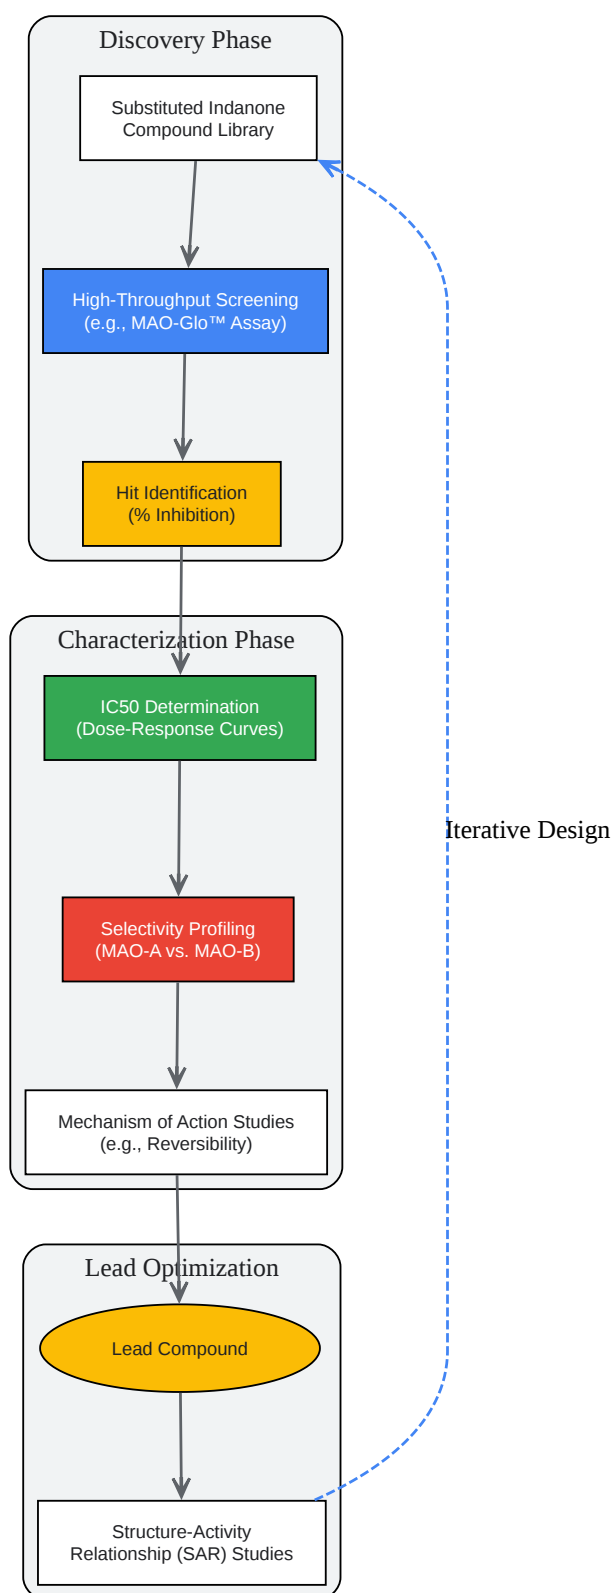 Discovery Phase
Substituted Indanone
Compound Library
High-Throughput Screening
(e.g., MAO-Glo™ Assay)
Hit Identification
(% Inhibition)
Characterization Phase
IC50 Determination
(Dose-Response Curves)
Iterative Design
Selectivity Profiling
(MAO-A vs. MAO-B)
Mechanism of Action Studies
(e.g., Reversibility)
Lead Optimization
Lead Compound
Structure-Activity
Relationship (SAR) Studies